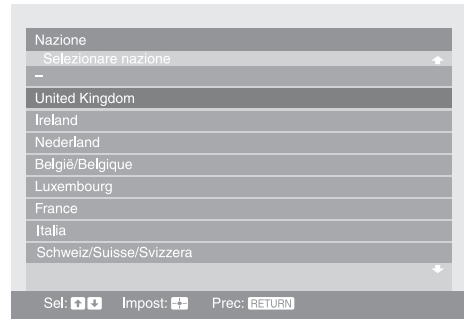 Nazione
Selezionare nazione
–
United Kingdom
Ireland
Nederland
België/Belgique
Luxembourg
France
Italia
Schweiz/Suisse/Svizzera
Sel: Impost: Prec: RETURN